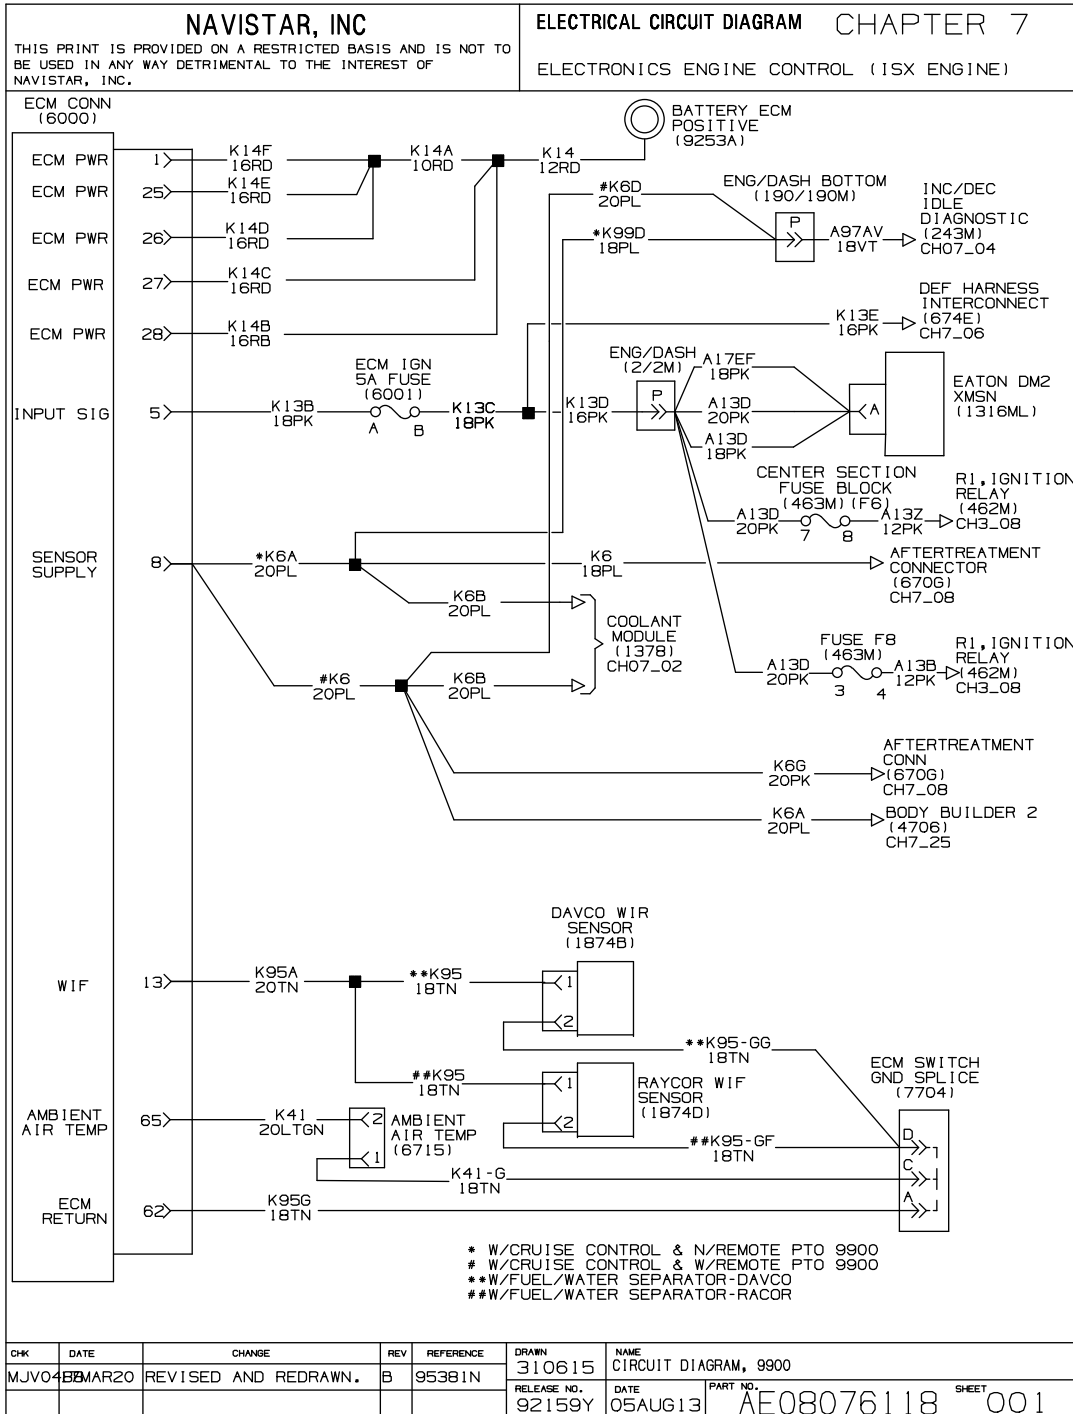 NAVISTAR, INC
THIS PRINT IS PROVIDED ON A RESTRICTED BASIS AND IS NOT TO
BE USED IN ANY WAY DETRIMENTAL TO THE INTEREST OF
NAVISTAR, INC.
ELECTRICAL CIRCUIT DIAGRAM CHAPTER 7
ELECTRONICS ENGINE CONTROL (ISX ENGINE)
ECM CONN
(6000)
BATTERY ECM
POSITIVE
(9253A)
ECM PWR
1
K14F
16RD
K14A
10RD
K14
12RD
ECM PWR
25
K14E
16RD
ECM PWR
26
K14D
16RD
ECM PWR
27
K14C
16RD
ECM PWR
28
K14B
16RB
#K6D
20PL
*K99D
18PL
ENG/DASH BOTTOM
(190/190M)
P
A97AV
18VT
INC/DEC
IDLE
DIAGNOSTIC
(243M)
CH07_04
K13E
16PK
DEF HARNESS
INTERCONNECT
(674E)
CH7_06
INPUT SIG
5
K13B
18PK
ECM IGN
5A FUSE
(6001)
A
B
K13C
18PK
K13D
16PK
ENG/DASH
(2/2M)
P
A17EF
18PK
A13D
20PK
A13D
18PK
A
EATON DM2
XMSN
(1316ML)
CENTER SECTION
FUSE BLOCK
(463M)(F6)
A13D
20PK
7
8
A13Z
12PK
R1,IGNITION
RELAY
(462M)
CH3_08
SENSOR
SUPPLY
8
*K6A
20PL
K6
18PL
AFTERTREATMENT
CONNECTOR
(670G)
CH7_08
K6B
20PL
COOLANT
MODULE
(1378)
CH07_02
#K6
20PL
K6B
20PL
FUSE F8
(463M)
A13D
20PK
3
4
A13B
12PK
R1,IGNITION
RELAY
(462M)
CH3_08
K6G
20PK
AFTERTREATMENT
CONN
(670G)
CH7_08
K6A
20PL
BODY BUILDER 2
(4706)
CH7_25
DAVCO WIR
SENSOR
(1874B)
WIF
13
K95A
20TN
**K95
18TN
1
2
**K95-GG
18TN
##K95
18TN
1
2
RAYCOR WIF
SENSOR
(1874D)
##K95-GF
18TN
ECM SWITCH
GND SPLICE
(7704)
D
C
A
AMBIENT
AIR TEMP
65
K41
20LTGN
2
1
AMBIENT
AIR TEMP
(6715)
K41-G
18TN
ECM
RETURN
62
K95G
18TN
* W/CRUISE CONTROL & N/REMOTE PTO 9900
# W/CRUISE CONTROL & W/REMOTE PTO 9900
**W/FUEL/WATER SEPARATOR-DAVCO
##W/FUEL/WATER SEPARATOR-RACOR
CHK DATE CHANGE REV REFERENCE
REVISED AND REDRAWN. B 95381N
DRAWN
310615
NAME
CIRCUIT DIAGRAM, 9900
RELEASE NO.
92159Y
DATE
05AUG13
PART NO.
AE08076118
SHEET
001